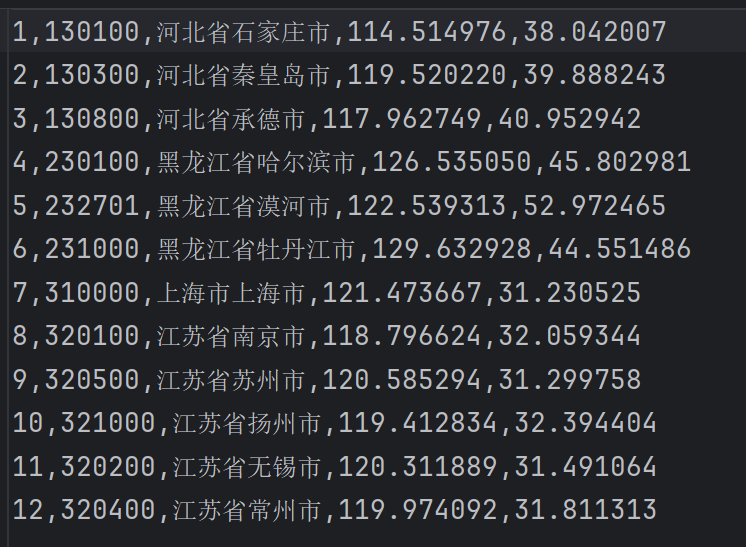 1,130100,河北省石家庄市,114.514976,38.042007
2,130300,河北省秦皇岛市,119.520220,39.888243
3,130800,河北省承德市,117.962749,40.952942
4,230100,黑龙江省哈尔滨市,126.535050,45.802981
5,232701,黑龙江省漠河市,122.539313,52.972465
6,231000,黑龙江省牡丹江市,129.632928,44.551486
7,310000,上海市上海市,121.473667,31.230525
8,320100,江苏省南京市,118.796624,32.059344
9,320500,江苏省苏州市,120.585294,31.299758
10,321000,江苏省扬州市,119.412834,32.394404
11,320200,江苏省无锡市,120.311889,31.491064
12,320400,江苏省常州市,119.974092,31.811313